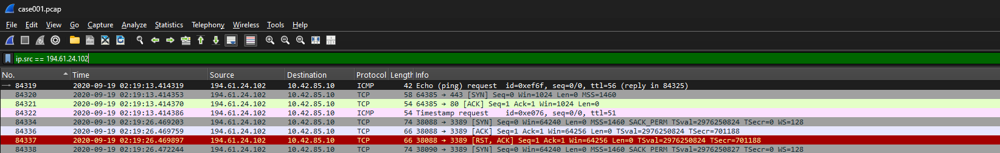 case001.pcap
File Edit View Go Capture Analyze Statistics Telephony Wireless Tools Help
ip.src == 194.61.24.102
No. Time Source Destination Protocol Length Info
84319 2020-09-19 02:19:13.414319 194.61.24.102 10.42.85.10 ICMP 42 Echo (ping) request id=0xef6f, seq=0/0, ttl=56 (reply in 84325)
84320 2020-09-19 02:19:13.414353 194.61.24.102 10.42.85.10 TCP 58 64385 → 443 [SYN] Seq=0 Win=1024 Len=0 MSS=1460
84321 2020-09-19 02:19:13.414370 194.61.24.102 10.42.85.10 TCP 54 64385 → 80 [ACK] Seq=1 Ack=1 Win=1024 Len=0
84322 2020-09-19 02:19:13.414386 194.61.24.102 10.42.85.10 ICMP 54 Timestamp request id=0xe076, seq=0/0, ttl=51
84334 2020-09-19 02:19:26.469203 194.61.24.102 10.42.85.10 TCP 74 38088 → 3389 [SYN] Seq=0 Win=64240 Len=0 MSS=1460 SACK_PERM TSval=2976250824 TSecr=0 WS=128
84336 2020-09-19 02:19:26.469759 194.61.24.102 10.42.85.10 TCP 66 38088 → 3389 [ACK] Seq=1 Ack=1 Win=64256 Len=0 TSval=2976250824 TSecr=701188
84337 2020-09-19 02:19:26.469897 194.61.24.102 10.42.85.10 TCP 66 38088 → 3389 [RST, ACK] Seq=1 Ack=1 Win=64256 Len=0 TSval=2976250824 TSecr=701188
84338 2020-09-19 02:19:26.472244 194.61.24.102 10.42.85.10 TCP 74 38090 → 3389 [SYN] Seq=0 Win=64240 Len=0 MSS=1460 SACK_PERM TSval=2976250827 TSecr=0 WS=128